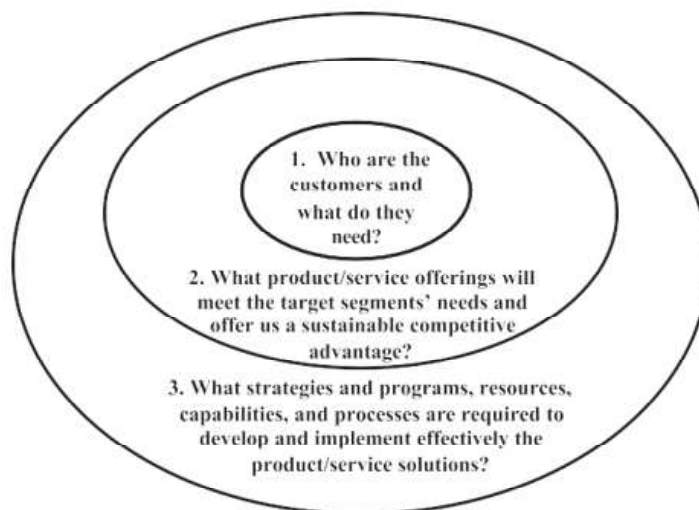 1. Who are the
customers and
what do they
need?
2. What product/service offerings will
meet the target segments’ needs and
offer us a sustainable competitive
advantage?
3. What strategies and programs, resources,
capabilities, and processes are required to
develop and implement effectively the
product/service solutions?